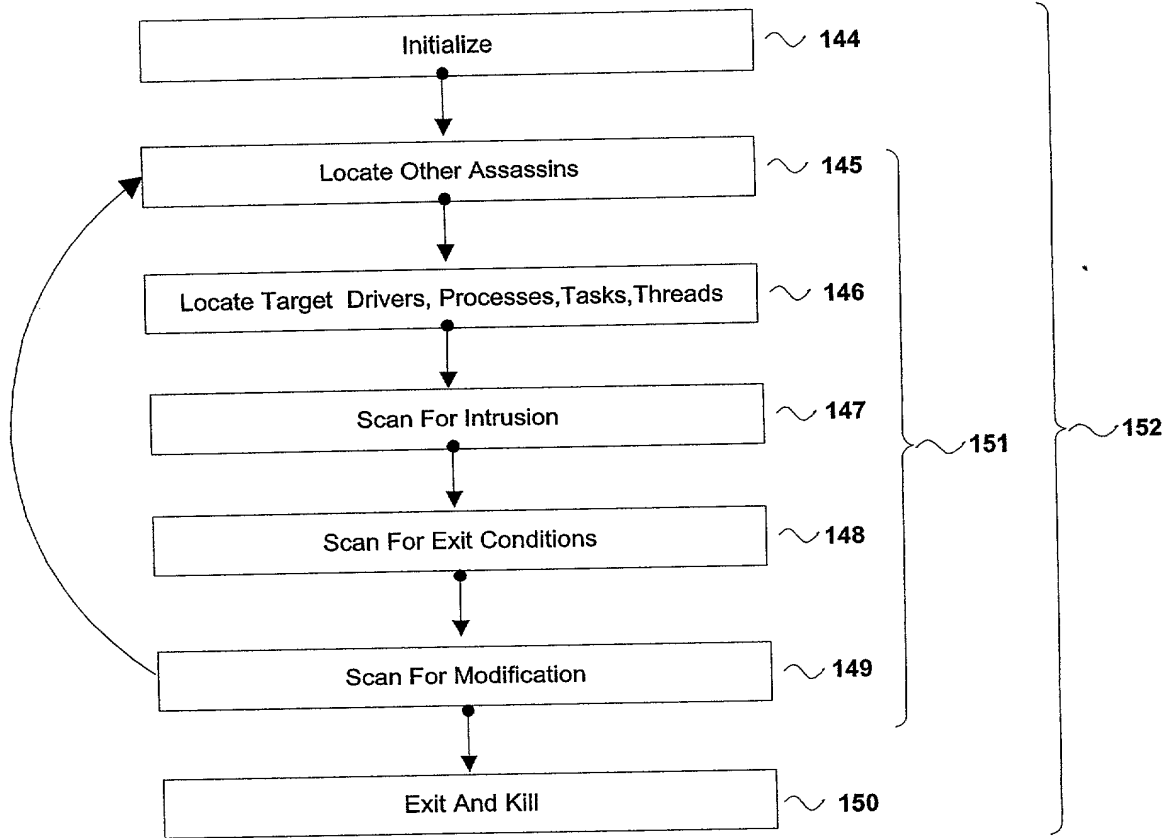 Initialize 144
Locate Other Assassins 145
Locate Target Drivers, Processes,Tasks,Threads 146
Scan For Intrusion 147
151
152
Scan For Exit Conditions 148
Scan For Modification 149
Exit And Kill 150